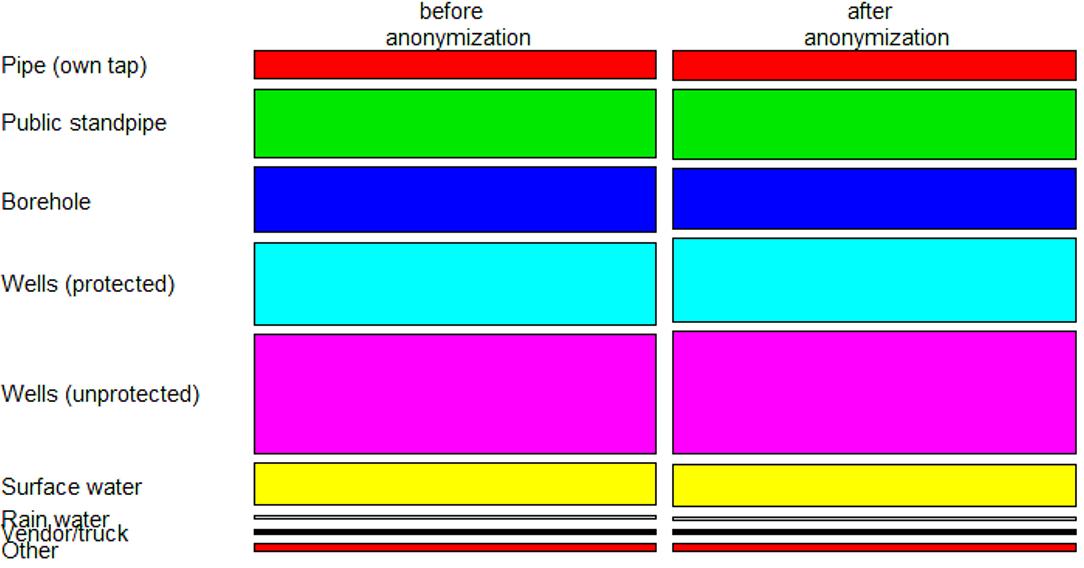 before
anonymization
after
anonymization
Pipe (own tap)
Public standpipe
Borehole
Wells (protected)
Wells (unprotected)
Surface water
Rain water
Vendor/truck
Other